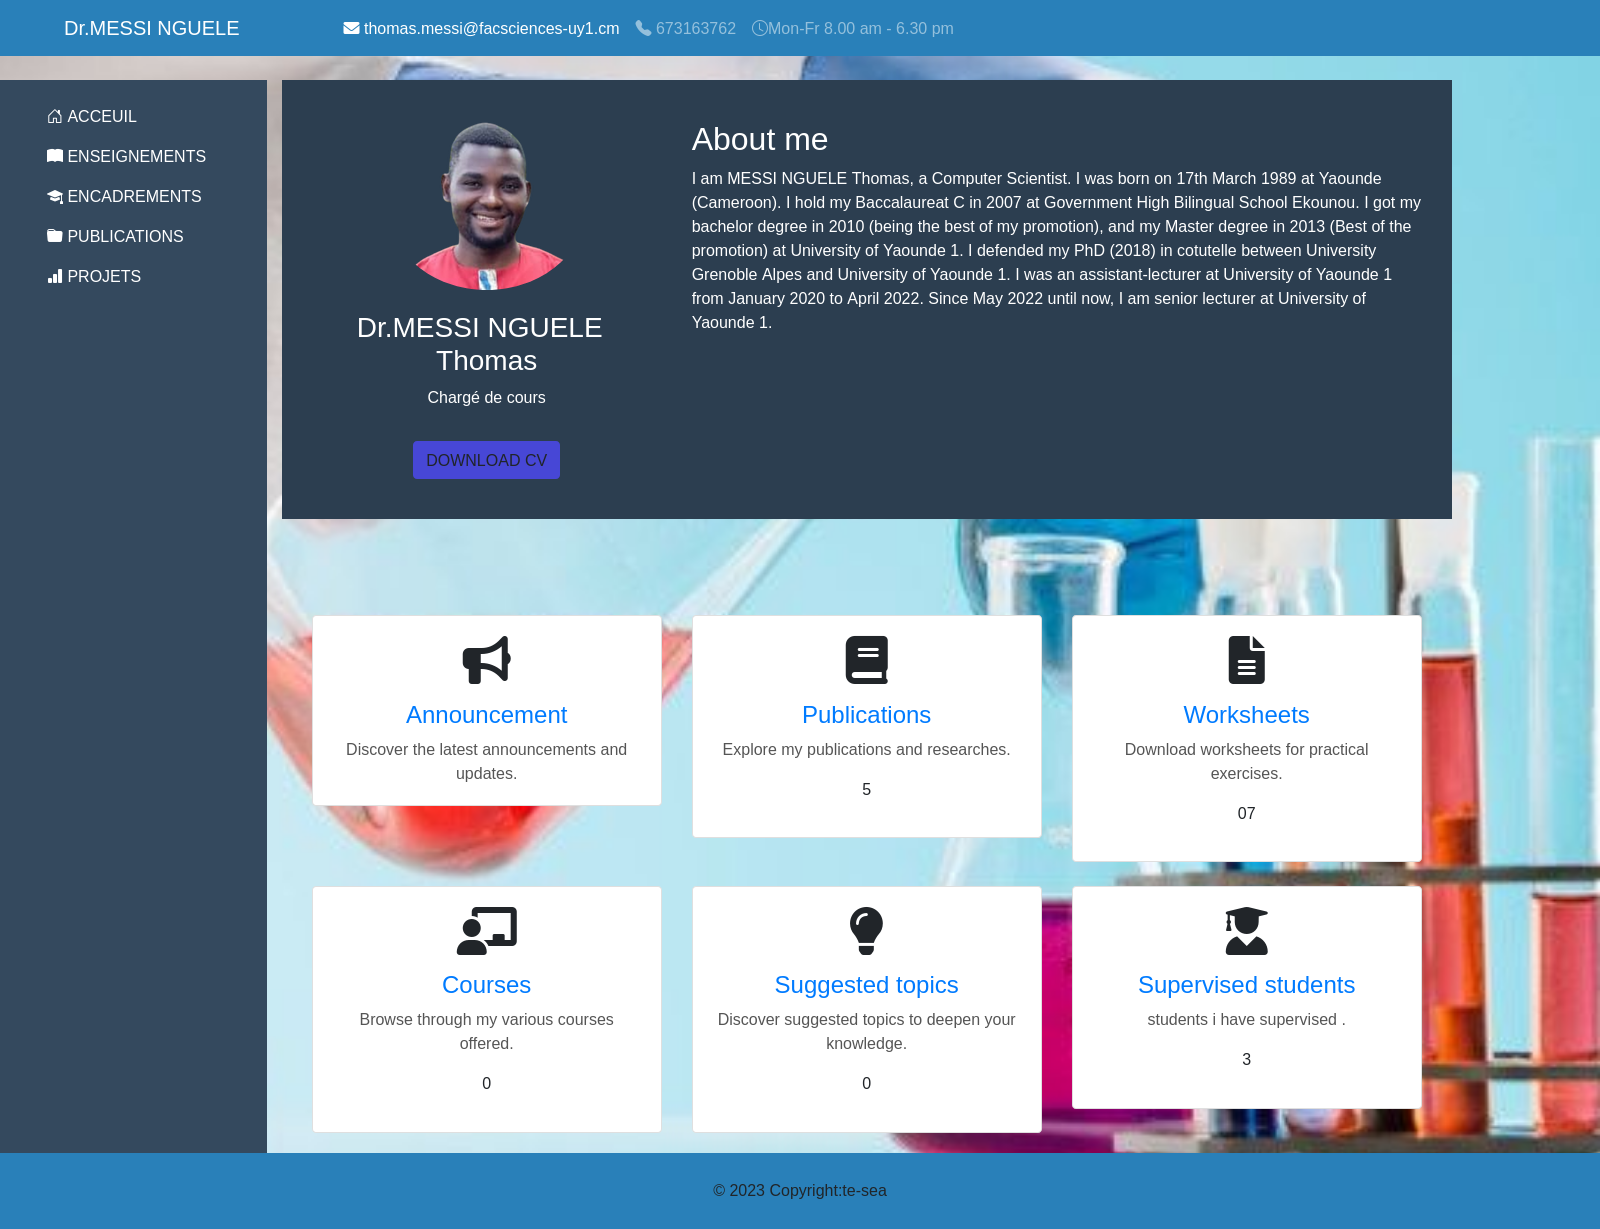 Dr.MESSI NGUELE
thomas.messi@facsciences-uy1.cm
673163762
Mon-Fr 8.00 am - 6.30 pm
ACCEUIL
ENSEIGNEMENTS
ENCADREMENTS
PUBLICATIONS
PROJETS
Dr.MESSI NGUELE
Thomas
Chargé de cours
DOWNLOAD CV
About me
I am MESSI NGUELE Thomas, a Computer Scientist. I was born on 17th March 1989 at Yaounde
(Cameroon). I hold my Baccalaureat C in 2007 at Government High Bilingual School Ekounou. I got my
bachelor degree in 2010 (being the best of my promotion), and my Master degree in 2013 (Best of the
promotion) at University of Yaounde 1. I defended my PhD (2018) in cotutelle between University
Grenoble Alpes and University of Yaounde 1. I was an assistant-lecturer at University of Yaounde 1
from January 2020 to April 2022. Since May 2022 until now, I am senior lecturer at University of
Yaounde 1.
Announcement
Discover the latest announcements and
updates.
Publications
Explore my publications and researches.
5
Worksheets
Download worksheets for practical
exercises.
07
Courses
Browse through my various courses
offered.
0
Suggested topics
Discover suggested topics to deepen your
knowledge.
0
Supervised students
students i have supervised .
3
© 2023 Copyright:te-sea